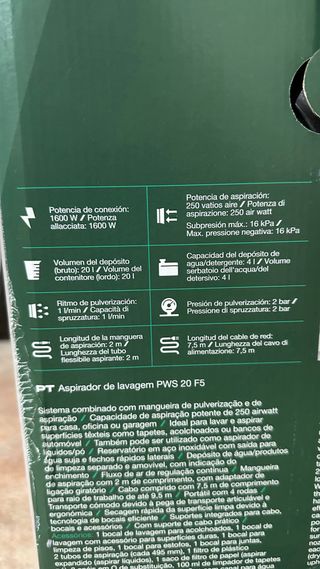 Potencia de conexión:
1600 W / Potenza
allacciata: 1600 W
Potencia de aspiración:
250 vatios aire / Potenza di
aspirazione: 250 air watt
Subpresión máx.: 16 kPa /
Max. pressione negativa: 16 kPa
Volumen del depósito
(bruto): 20 l / Volume del
contenitore (lordo): 20 l
Capacidad del depósito de
agua/detergente: 4 l / Volume
serbatoio dell'acqua/del
detersivo: 4 l
Ritmo de pulverización:
1 l/min / Capacità di
spruzzatura: 1 l/min
Presión de pulverización: 2 bar /
Pressione di spruzzatura: 2 bar
Longitud de la manguera
de aspiración: 2 m /
Lunghezza del tubo
flessibile aspirante: 2 m
Longitud del cable de red:
7,5 m / Lunghezza del cavo di
alimentazione: 7,5 m
PT Aspirador de lavagem PWS 20 F5
Sistema combinado com mangueira de pulverização e de
aspiração / Capacidade de aspiração potente de 250 airwatt
para casa, oficina ou garagem / Ideal para lavar e aspirar
superfícies têxteis como tapetes, alcochoados ou bancos de
automóvel / Também pode ser utilizado como aspirador de
líquidos/pó / Reservatório em aço inoxidável com saída para
água suja e fechos rápidos laterais / Depósito de água/produtos
de limpeza separado e amovível, com indicação do
enchimento / Fluxo de ar de regulação contínua / Mangueira
de aspiração com 2 m de comprimento, com adaptador de
ligação giratório / Cabo comprido com 7,5 m de comprimento
para raio de trabalho de até 9,5 m / Portátil com 4 rodas /
Transporte cómodo devido à pega de transporte articulável e
ergonómica / Secagem rápida da superfície limpa devido à
tecnologia de bocais eficiente / Suportes integrados para cabo,
bocais e acessórios / Com suporte de cabo prático /
Acessórios: 1 bocal de lavagem para alcochoados, 1 bocal de
lavagem com acessório para superfícies duras, 1 bocal para
limpeza de pisos, 1 bocal para estofos, 1 bocal para juntas,
2 tubos de aspiração (cada 495 mm), 1 filtro de plástico
expandido (aspirar líquidos), 1 saco de filtro de papel (aspirar